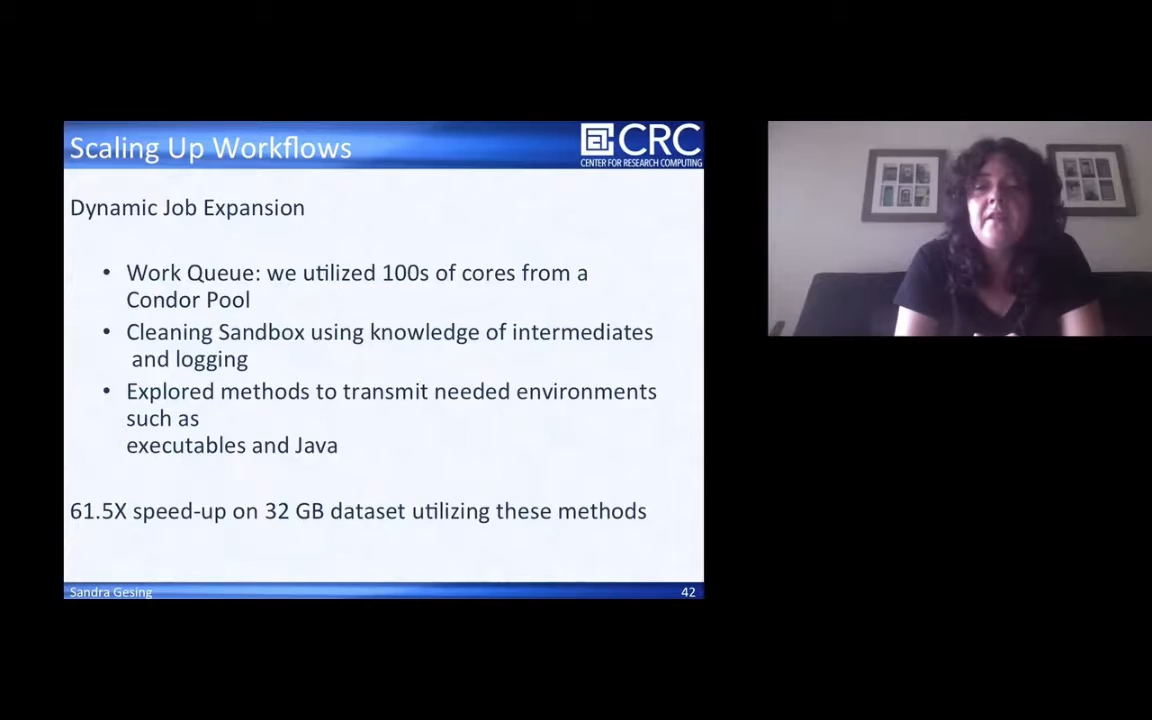 Scaling Up Workflows
CRC
CENTER FOR RESEARCH COMPUTING
Dynamic Job Expansion
• Work Queue: we utilized 100s of cores from a
Condor Pool
• Cleaning Sandbox using knowledge of intermediates
and logging
• Explored methods to transmit needed environments
such as
executables and Java
61.5X speed-up on 32 GB dataset utilizing these methods
Sandra Gesing
42